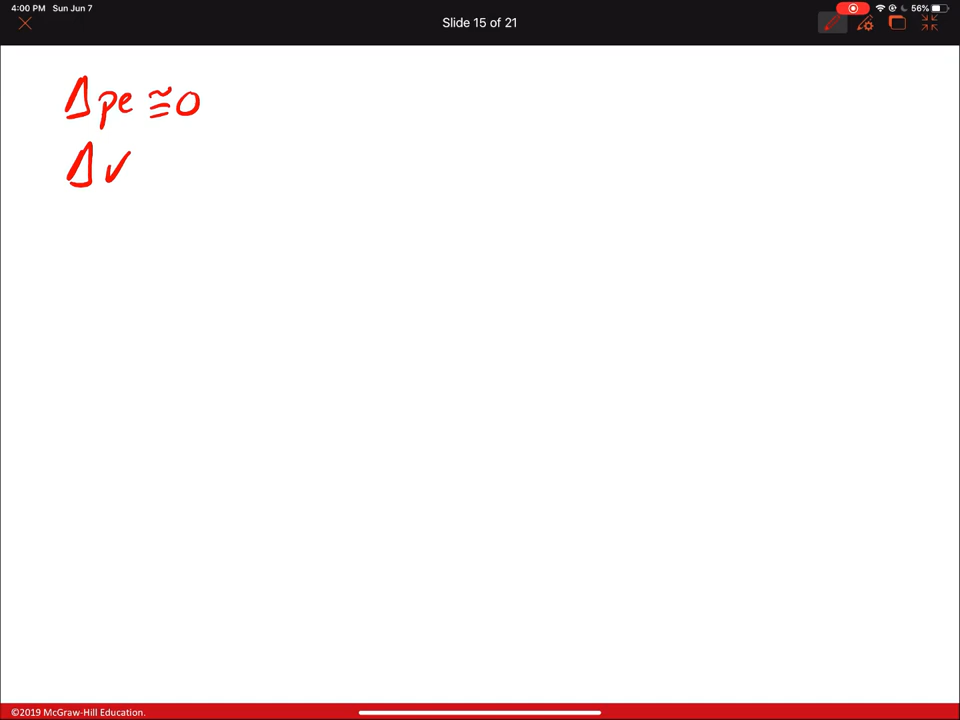 4:00 PM Sun Jun 7
56%
Slide 15 of 21
Δpe ≅ 0
Δv
©2019 McGraw-Hill Education.